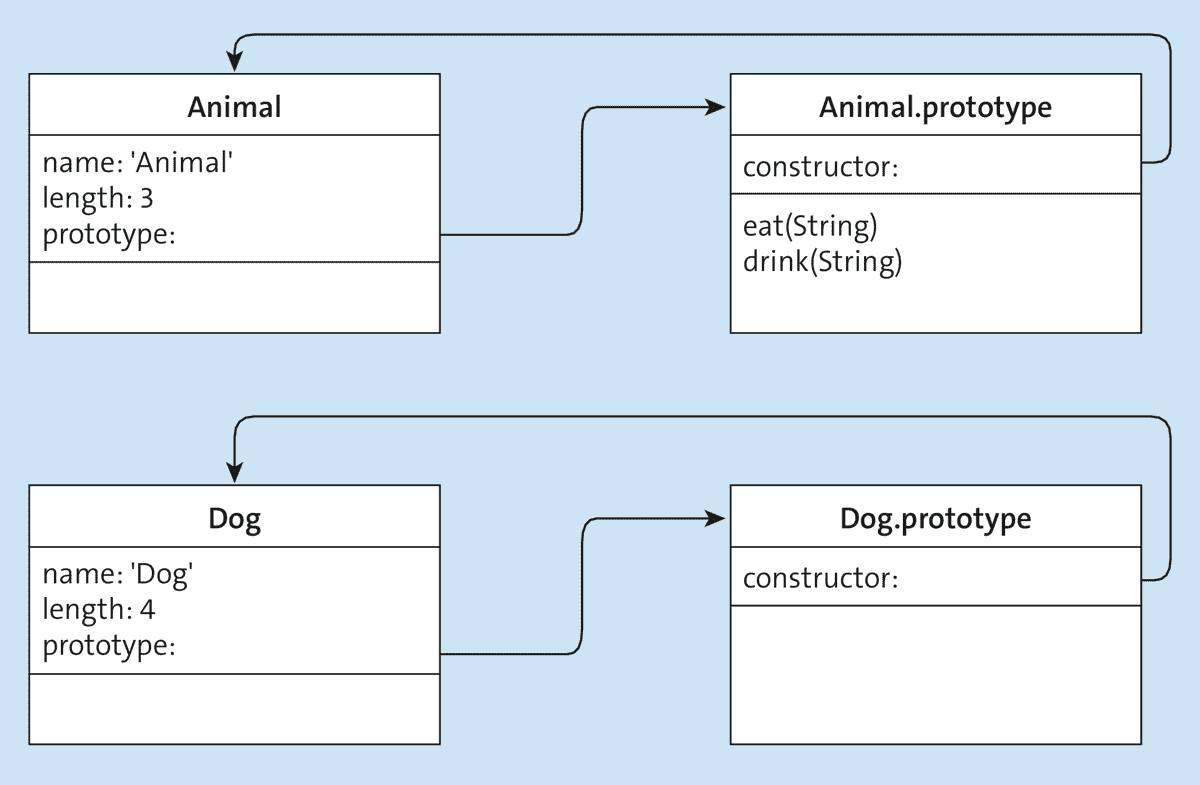 Animal
name: 'Animal'
length: 3
prototype:
Animal.prototype
constructor:
eat(String)
drink(String)
Dog
name: 'Dog'
length: 4
prototype:
Dog.prototype
constructor: